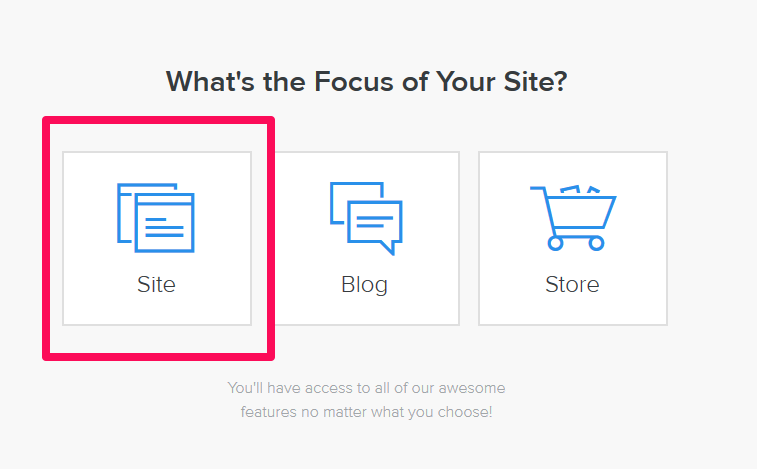 What's the Focus of Your Site?
Site
Blog
Store
You'll have access to all of our awesome
features no matter what you choose!